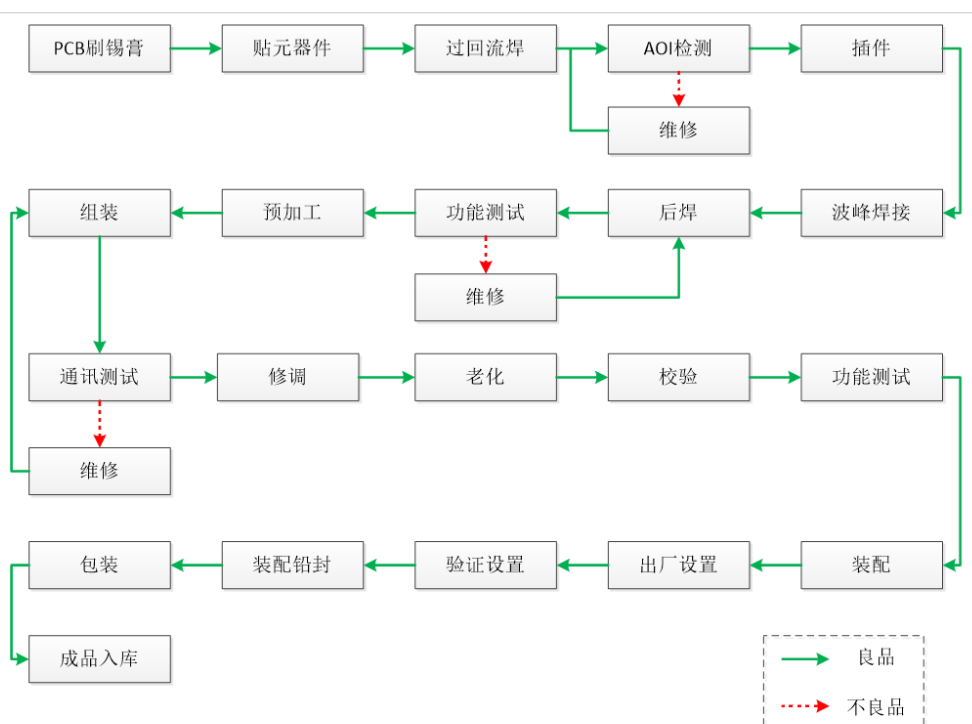 PCB刷锡膏
贴元器件
过回流焊
AOI检测
插件
维修
组装
预加工
功能测试
后焊
波峰焊接
维修
通讯测试
修调
老化
校验
功能测试
维修
包装
装配铅封
验证设置
出厂设置
装配
成品入库
良品
不良品